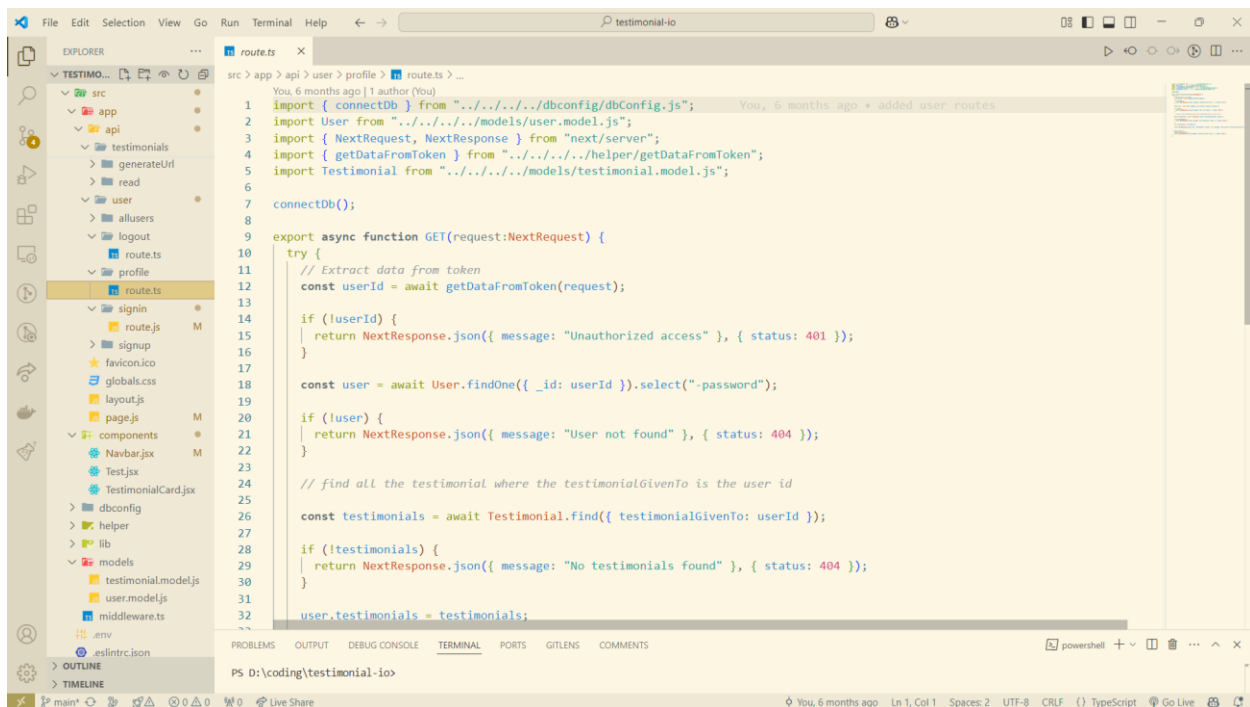 File Edit Selection View Go Run Terminal Help
testimonial-io
EXPLORER
route.ts
TESTIMO...
src > app > api > user > profile > route.ts > ...
src
app
api
testimonials
generateUrl
read
user
allusers
logout
route.ts
profile
route.ts
signin
route.js M
signup
favicon.ico
globals.css
layout.js
page.js M
components
Navbar.jsx M
Test.jsx
TestimonialCard.jsx
dbconfig
helper
lib
models
testimonial.model.js
user.model.js
middleware.ts
.env
.eslintrc.json
OUTLINE
TIMELINE
4
You, 6 months ago | 1 author (You)
1 import { connectDb } from "../../../../dbconfig/dbConfig.js"; You, 6 months ago • added user routes
2 import User from "../../../../models/user.model.js";
3 import { NextRequest, NextResponse } from "next/server";
4 import { getDataFromToken } from "../../../../helper/getDataFromToken";
5 import Testimonial from "../../../../models/testimonial.model.js";
6
7 connectDb();
8
9 export async function GET(request:NextRequest) {
10 try {
11 // Extract data from token
12 const userId = await getDataFromToken(request);
13
14 if (!userId) {
15 return NextResponse.json({ message: "Unauthorized access" }, { status: 401 });
16 }
17
18 const user = await User.findOne({ _id: userId }).select("-password");
19
20 if (!user) {
21 return NextResponse.json({ message: "User not found" }, { status: 404 });
22 }
23
24 // find all the testimonial where the testimonialGivenTo is the user id
25
26 const testimonials = await Testimonial.find({ testimonialGivenTo: userId });
27
28 if (!testimonials) {
29 return NextResponse.json({ message: "No testimonials found" }, { status: 404 });
30 }
31
32 user.testimonials = testimonials;
PROBLEMS OUTPUT DEBUG CONSOLE TERMINAL PORTS GITLENS COMMENTS
powershell
PS D:\coding\testimonial-io>
main* 0 0 0 Live Share
You, 6 months ago Ln 1, Col 1 Spaces: 2 UTF-8 CRLF {} TypeScript Go Live